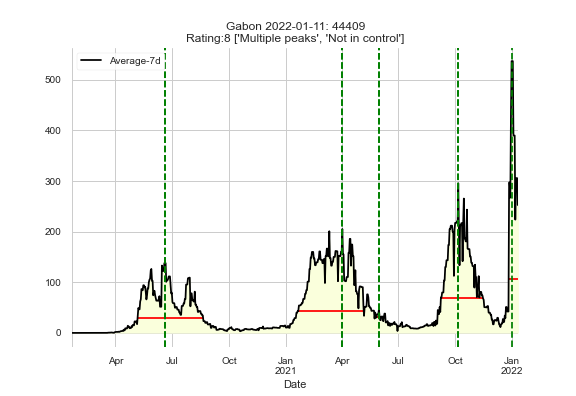 Gabon 2022-01-11: 44409
Rating:8 ['Multiple peaks', 'Not in control']
Average-7d
500
400
300
200
100
0
Apr Jul Oct Jan Apr Jul Oct Jan
2021 2022
Date